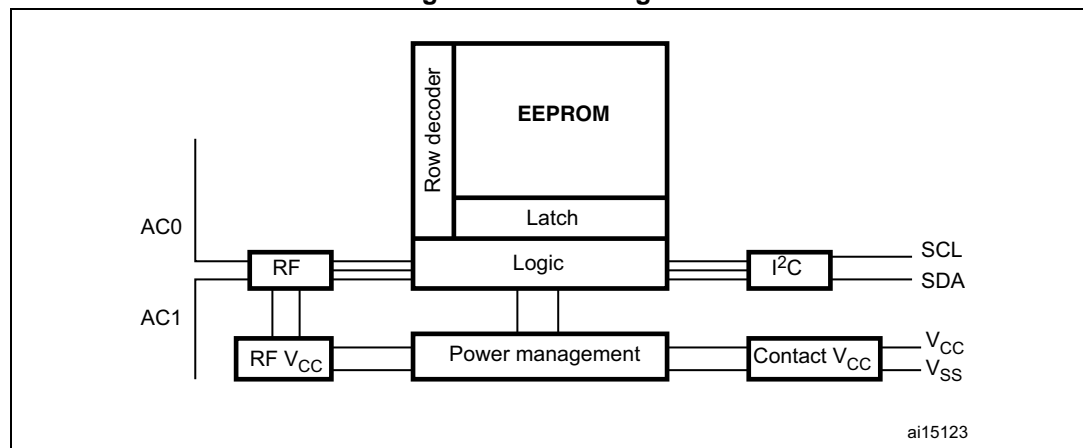 Row decoder
EEPROM
Latch
AC0
RF
Logic
I²C
SCL
SDA
AC1
RF VCC
Power management
Contact VCC
VCC
VSS
ai15123